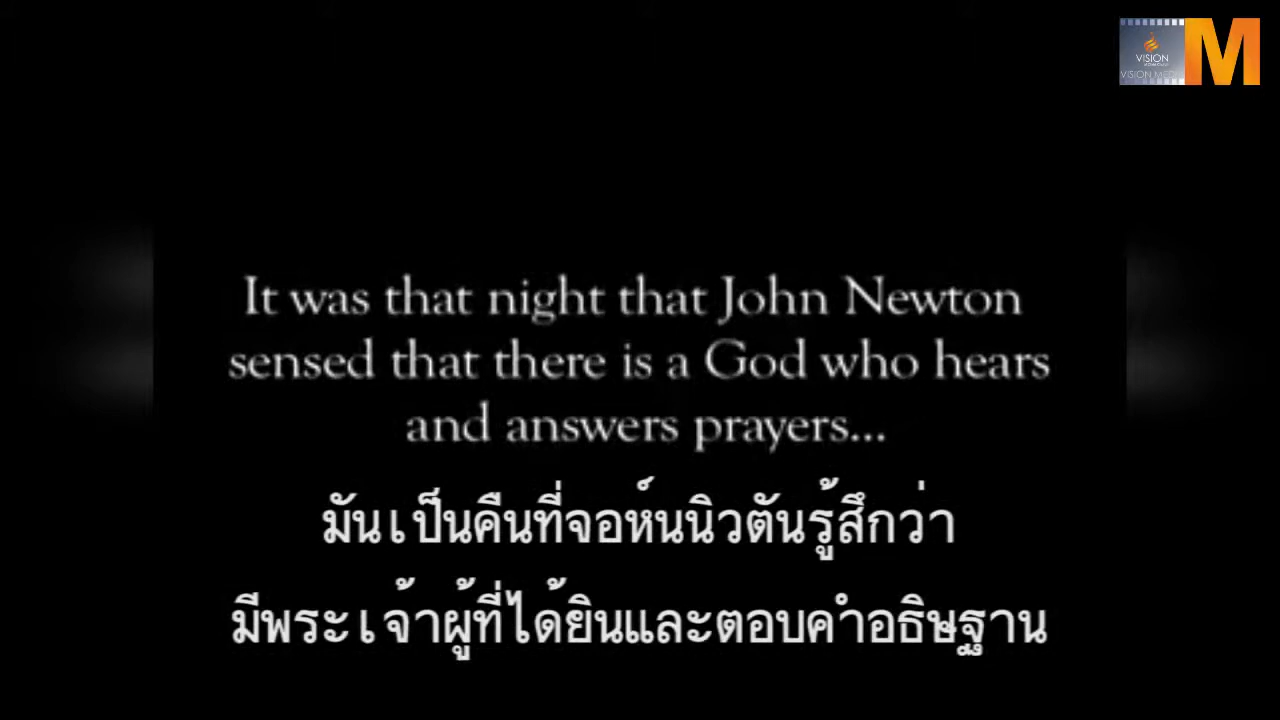 VISION
VISION MEDIA
M
It was that night that John Newton
sensed that there is a God who hears
and answers prayers...
มันเป็นคืนที่จอห์นนิวตันรู้สึกว่า
มีพระเจ้าผู้ที่ได้ยินและตอบคำอธิษฐาน